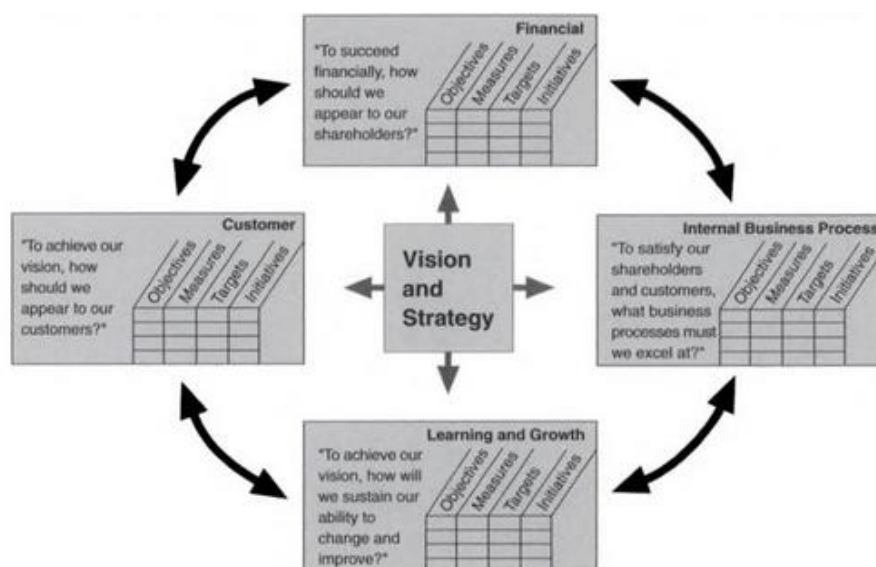 Financial
"To succeed
financially, how
should we
appear to our
shareholders?"
Objectives
Measures
Targets
Initiatives
Customer
"To achieve our
vision, how
should we
appear to our
customers?"
Objectives
Measures
Targets
Initiatives
Vision
and
Strategy
Internal Business Process
"To satisfy our
shareholders
and customers,
what business
processes must
we excel at?"
Objectives
Measures
Targets
Initiatives
Learning and Growth
"To achieve our
vision, how will
we sustain our
ability to
change and
improve?"
Objectives
Measures
Targets
Initiatives